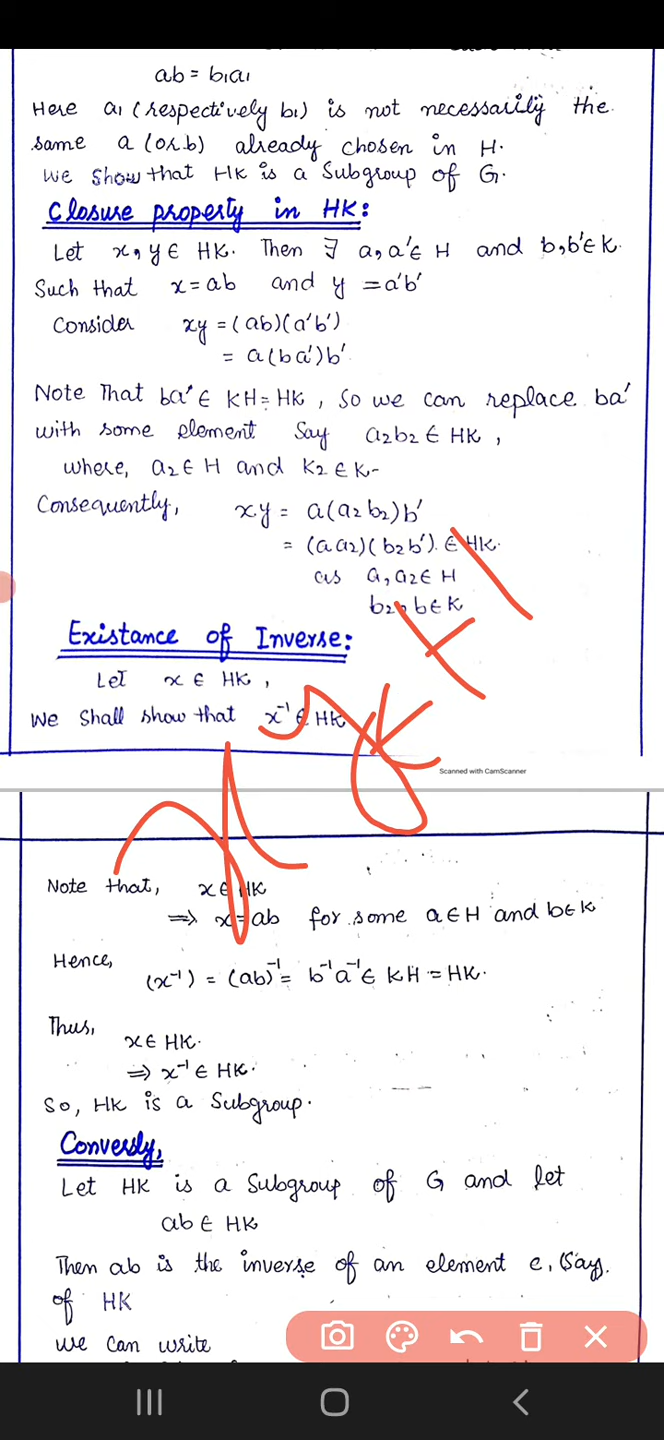 ab = b₁a₁
Here a₁ (respectively b₁) is not necessarily the
same a (or b) already chosen in H.
we show that HK is a Subgroup of G.
Closure property in HK:
Let x, y ∈ HK. Then ∃ a, a' ∈ H and b, b' ∈ K.
Such that x = ab and y = a'b'
Consider xy = (ab)(a'b')
= a(ba')b'
Note That ba' ∈ KH = HK, so we can replace ba'
with some element Say a₂b₂ ∈ HK,
where, a₂ ∈ H and K₂ ∈ K-
Consequently, xy = a(a₂b₂)b'
= (aa₂)(b₂b'). ∈ HK.
as a, a₂ ∈ H
b₂, b ∈ K
Existance of Inverse:
Let x ∈ HK,
we Shall show that x⁻¹ ∈ HK
Scanned with CamScanner
Note that, x ∈ HK
⟹ x = ab for some a ∈ H and b ∈ K
Hence,
(x⁻¹) = (ab)⁻¹ = b⁻¹a⁻¹ ∈ KH = HK.
Thus,
x ∈ HK.
⟹ x⁻¹ ∈ HK.
So, HK is a Subgroup.
Conversly,
Let HK is a Subgroup of G and let
ab ∈ HK
Then ab is the inverse of an element c, (Say).
of HK
we can write